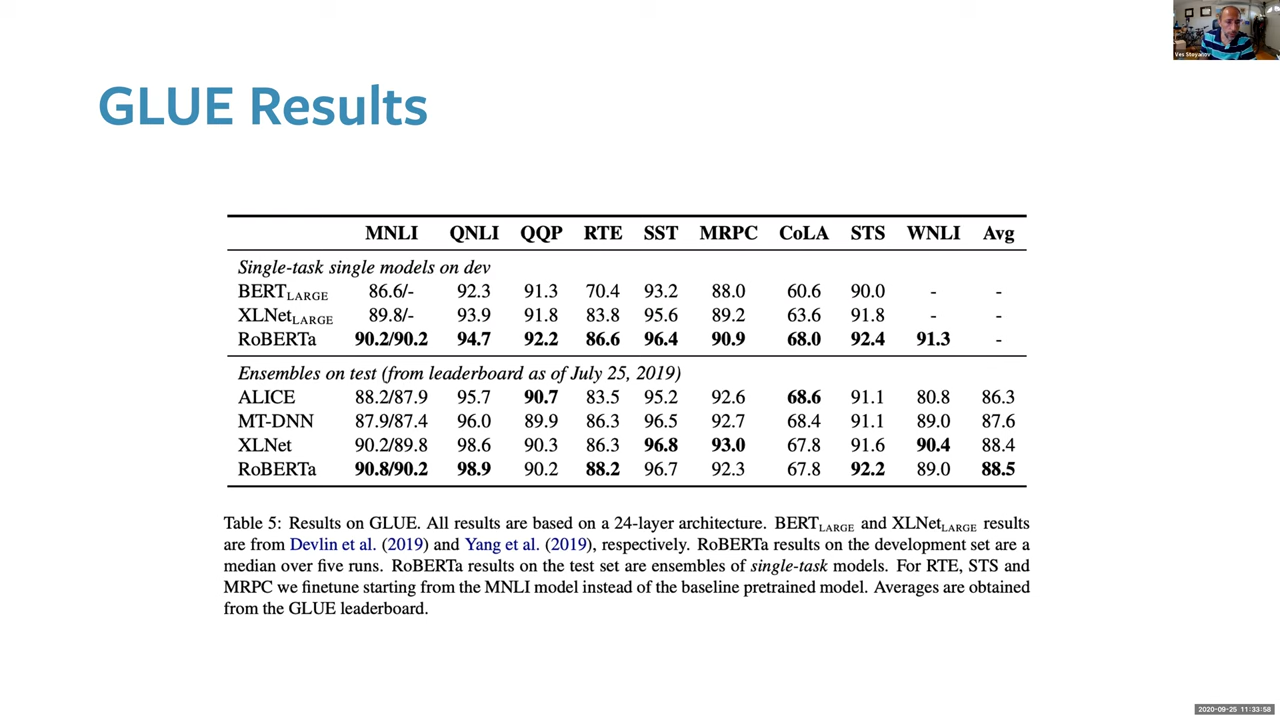 Ves Stoyanov
GLUE Results
MNLI QNLI QQP RTE SST MRPC CoLA STS WNLI Avg
Single-task single models on dev
BERTLARGE 86.6/- 92.3 91.3 70.4 93.2 88.0 60.6 90.0 - -
XLNetLARGE 89.8/- 93.9 91.8 83.8 95.6 89.2 63.6 91.8 - -
RoBERTa 90.2/90.2 94.7 92.2 86.6 96.4 90.9 68.0 92.4 91.3 -
Ensembles on test (from leaderboard as of July 25, 2019)
ALICE 88.2/87.9 95.7 90.7 83.5 95.2 92.6 68.6 91.1 80.8 86.3
MT-DNN 87.9/87.4 96.0 89.9 86.3 96.5 92.7 68.4 91.1 89.0 87.6
XLNet 90.2/89.8 98.6 90.3 86.3 96.8 93.0 67.8 91.6 90.4 88.4
RoBERTa 90.8/90.2 98.9 90.2 88.2 96.7 92.3 67.8 92.2 89.0 88.5
Table 5: Results on GLUE. All results are based on a 24-layer architecture. BERTLARGE and XLNetLARGE results
are from Devlin et al. (2019) and Yang et al. (2019), respectively. RoBERTa results on the development set are a
median over five runs. RoBERTa results on the test set are ensembles of single-task models. For RTE, STS and
MRPC we finetune starting from the MNLI model instead of the baseline pretrained model. Averages are obtained
from the GLUE leaderboard.
2020-09-25 11:33:58